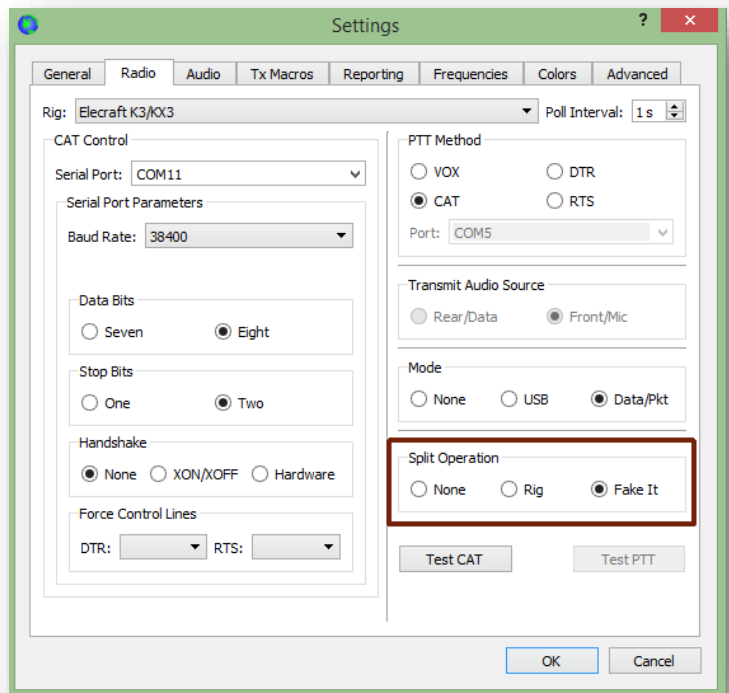 Settings
? ×
General Radio Audio Tx Macros Reporting Frequencies Colors Advanced
Rig: Elecraft K3/KX3 Poll Interval: 1 s
CAT Control
Serial Port: COM11
Serial Port Parameters
Baud Rate: 38400
Data Bits
Seven Eight
Stop Bits
One Two
Handshake
None XON/XOFF Hardware
Force Control Lines
DTR: RTS:
PTT Method
VOX DTR
CAT RTS
Port: COM5
Transmit Audio Source
Rear/Data Front/Mic
Mode
None USB Data/Pkt
Split Operation
None Rig Fake It
Test CAT Test PTT
OK Cancel